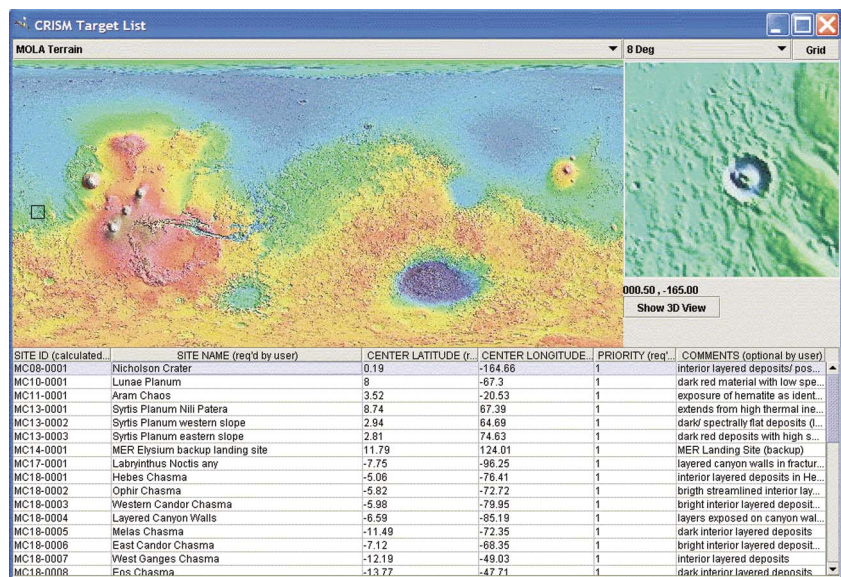 CRISM Target List
MOLA Terrain 8 Deg Grid
000.50 , -165.00
Show 3D View
SITE ID (calculated... SITE NAME (req'd by user) CENTER LATITUDE (r... CENTER LONGITUDE... PRIORITY (req'... COMMENTS (optional by user)
MC08-0001 Nicholson Crater 0.19 -164.66 1 interior layered deposits/ pos...
MC10-0001 Lunae Planum 8 -67.3 1 dark red material with low spe...
MC11-0001 Aram Chaos 3.52 -20.53 1 exposure of hematite as ident...
MC13-0001 Syrtis Planum Nili Patera 8.74 67.39 1 extends from high thermal ine...
MC13-0002 Syrtis Planum western slope 2.94 64.69 1 dark/ spectrally flat deposits (l...
MC13-0003 Syrtis Planum eastern slope 2.81 74.63 1 dark red deposits with high s...
MC14-0001 MER Elysium backup landing site 11.79 124.01 1 MER Landing Site (backup)
MC17-0001 Labryinthus Noctis any -7.75 -96.25 1 layered canyon walls in fractur...
MC18-0001 Hebes Chasma -5.06 -76.41 1 interior layered deposits in He...
MC18-0002 Ophir Chasma -5.82 -72.72 1 brigth streamlined interior lay...
MC18-0003 Western Candor Chasma -5.98 -79.95 1 bright interior layered deposit...
MC18-0004 Layered Canyon Walls -6.59 -85.19 1 layers exposed on canyon wal...
MC18-0005 Melas Chasma -11.49 -72.35 1 dark interior layered deposits
MC18-0006 East Candor Chasma -7.12 -68.35 1 bright interior layered deposit...
MC18-0007 West Ganges Chasma -12.19 -49.03 1 interior layered deposits
MC18-0008 Eos Chasma -13.77 -47.71 1 dark interior layered deposits